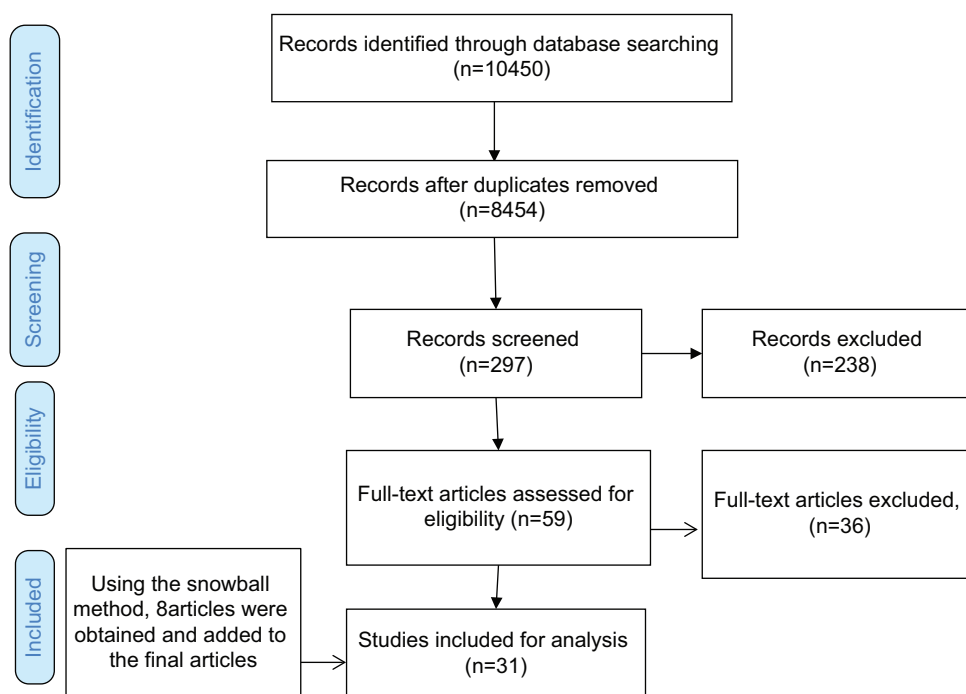 Identification
Records identified through database searching
(n=10450)
Records after duplicates removed
(n=8454)
Screening
Records screened
(n=297)
Records excluded
(n=238)
Eligibility
Full-text articles assessed for
eligibility (n=59)
Full-text articles excluded,
(n=36)
Included
Using the snowball
method, 8articles were
obtained and added to
the final articles
Studies included for analysis
(n=31)